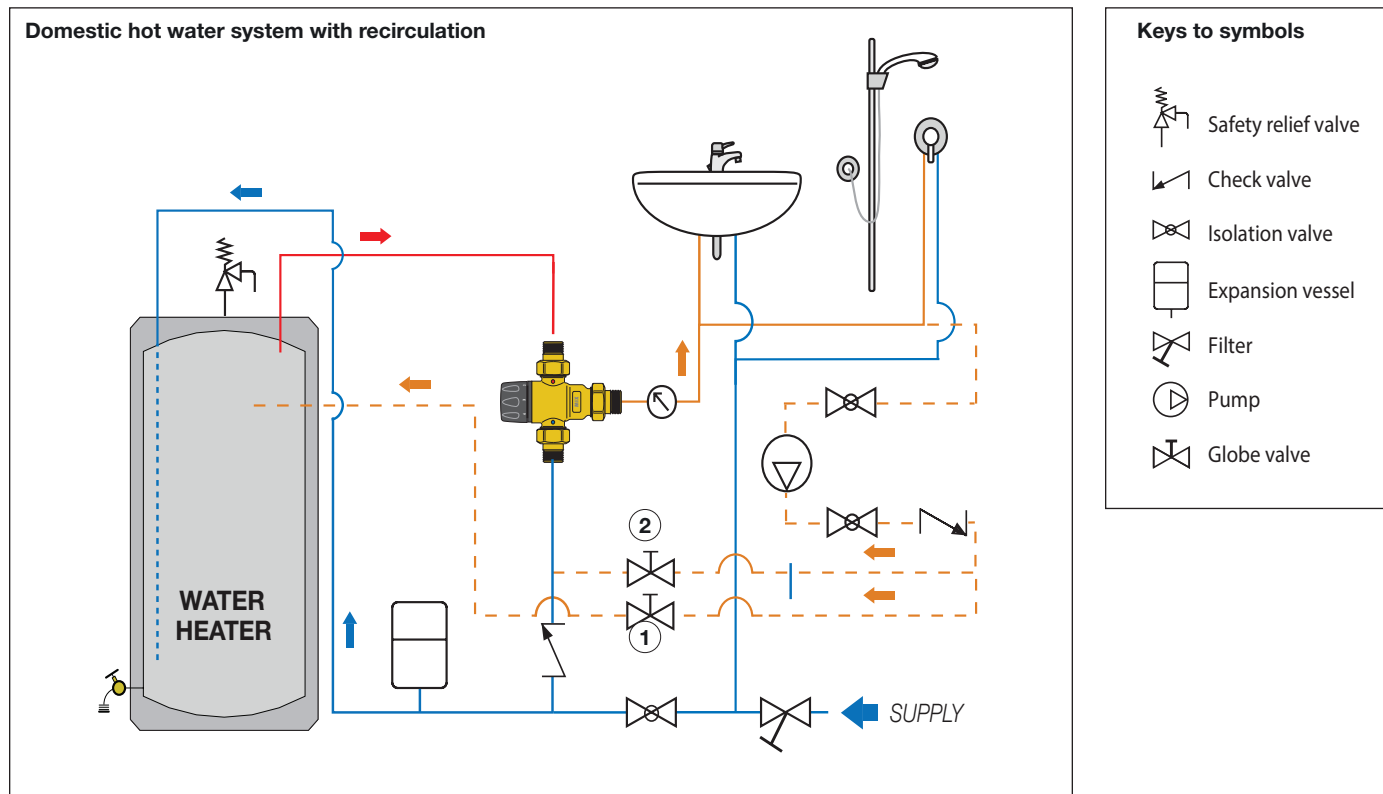 Domestic hot water system with recirculation
WATER
HEATER
2
1
SUPPLY
Keys to symbols
Safety relief valve
Check valve
Isolation valve
Expansion vessel
Filter
Pump
Globe valve